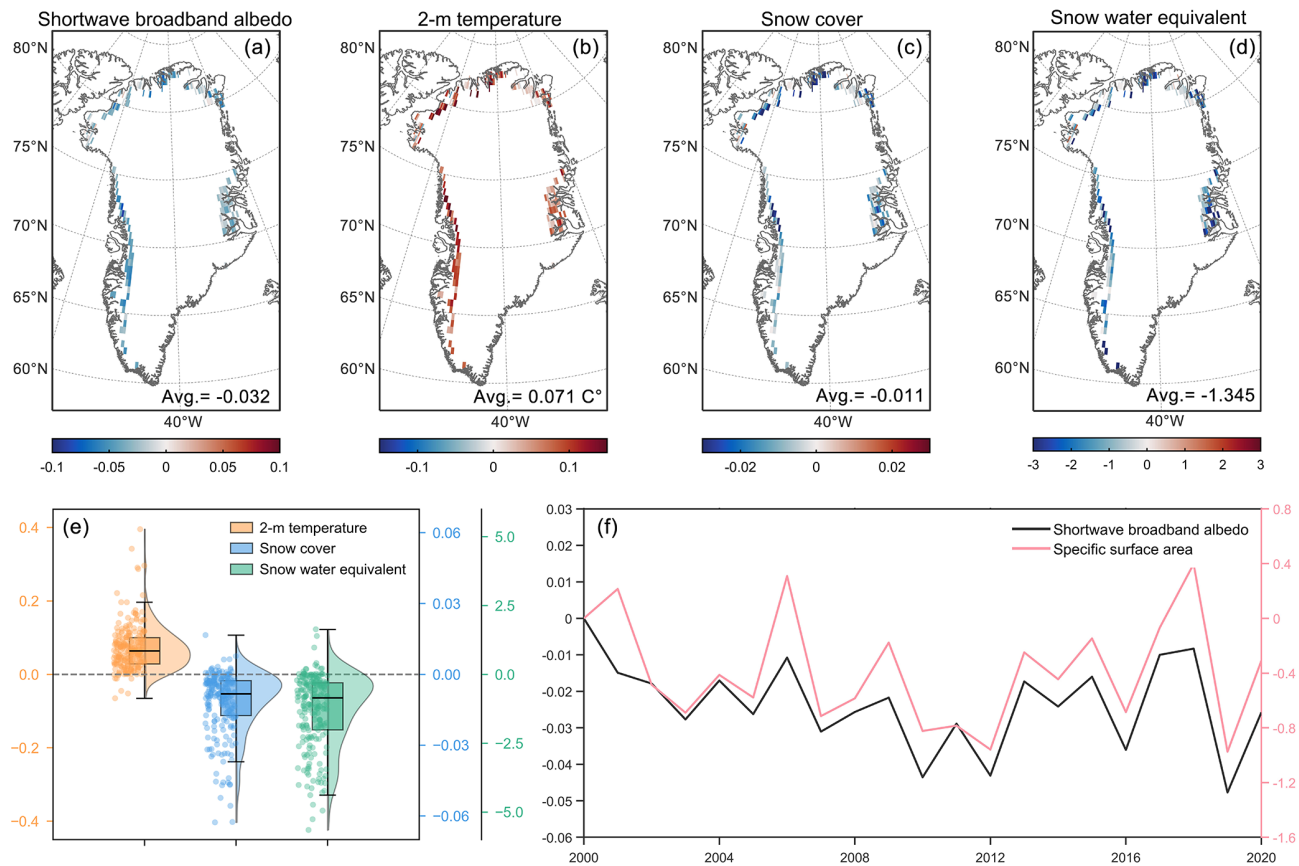 Shortwave broadband albedo
2-m temperature
Snow cover
Snow water equivalent
(a)
(b)
(c)
(d)
80°N
75°N
70°N
65°N
60°N
Avg.= -0.032
40°W
80°N
75°N
70°N
65°N
60°N
Avg.= 0.071 C°
40°W
80°N
75°N
70°N
65°N
60°N
Avg.= -0.011
40°W
80°N
75°N
70°N
65°N
60°N
Avg.= -1.345
40°W
-0.1 -0.05 0 0.05 0.1
-0.1 0 0.1
-0.02 0 0.02
-3 -2 -1 0 1 2 3
(e)
2-m temperature
Snow cover
Snow water equivalent
0.4
0.2
0.0
−0.2
−0.4
0.06
0.03
0.00
−0.03
−0.06
5.0
2.5
0.0
−2.5
−5.0
(f)
Shortwave broadband albedo
Specific surface area
0.03
0.02
0.01
0
-0.01
-0.02
-0.03
-0.04
-0.05
-0.06
0.8
0.4
0
-0.4
-0.8
-1.2
-1.6
2000 2004 2008 2012 2016 2020